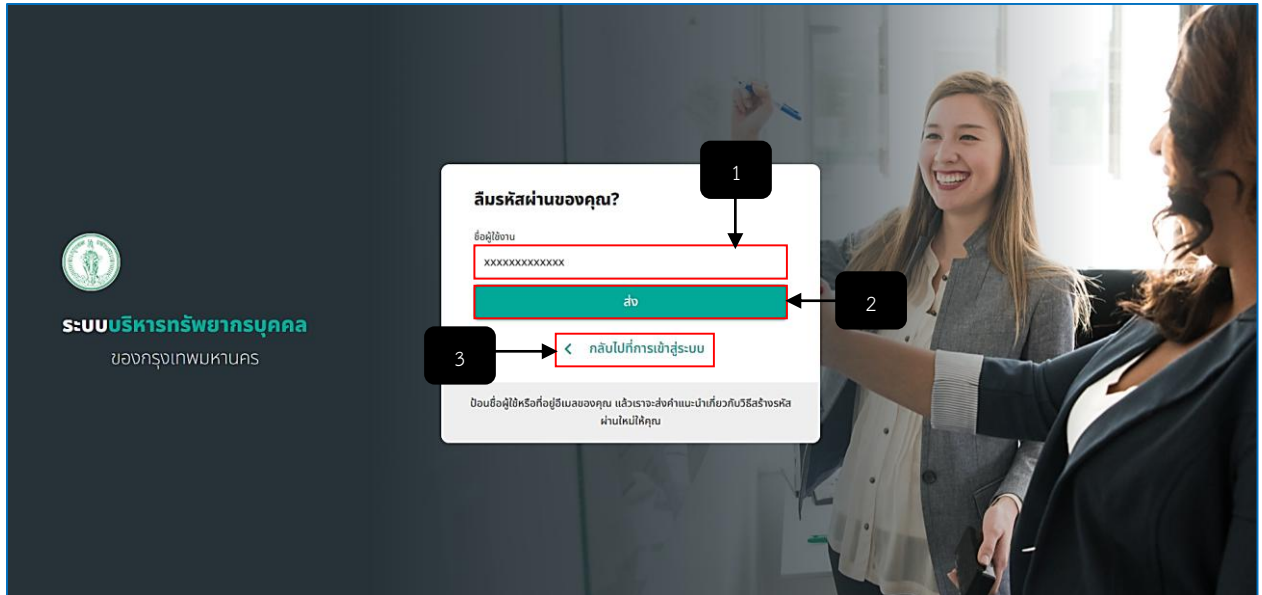 1
ลืมรหัสผ่านของคุณ?
ชื่อผู้ใช้งาน
xxxxxxxxxxxxx
ส่ง
2
3
กลับไปที่การเข้าสู่ระบบ
ป้อนชื่อผู้ใช้หรือที่อยู่อีเมลของคุณ แล้วเราจะส่งคำแนะนำเกี่ยวกับวิธีสร้างรหัส
ผ่านใหม่ให้คุณ
ระบบบริหารทรัพยากรบุคคล
ของกรุงเทพมหานคร